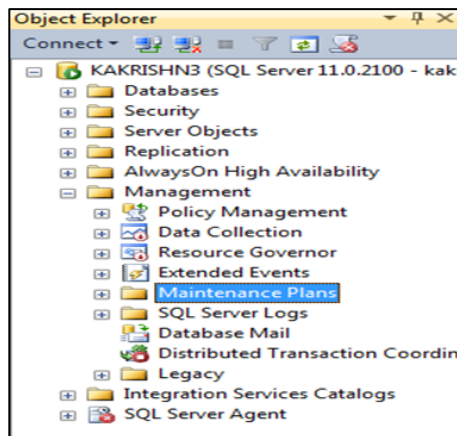 Object Explorer
Connect
KAKRISHN3 (SQL Server 11.0.2100 - kak
Databases
Security
Server Objects
Replication
AlwaysOn High Availability
Management
Policy Management
Data Collection
Resource Governor
Extended Events
Maintenance Plans
SQL Server Logs
Database Mail
Distributed Transaction Coordin
Legacy
Integration Services Catalogs
SQL Server Agent